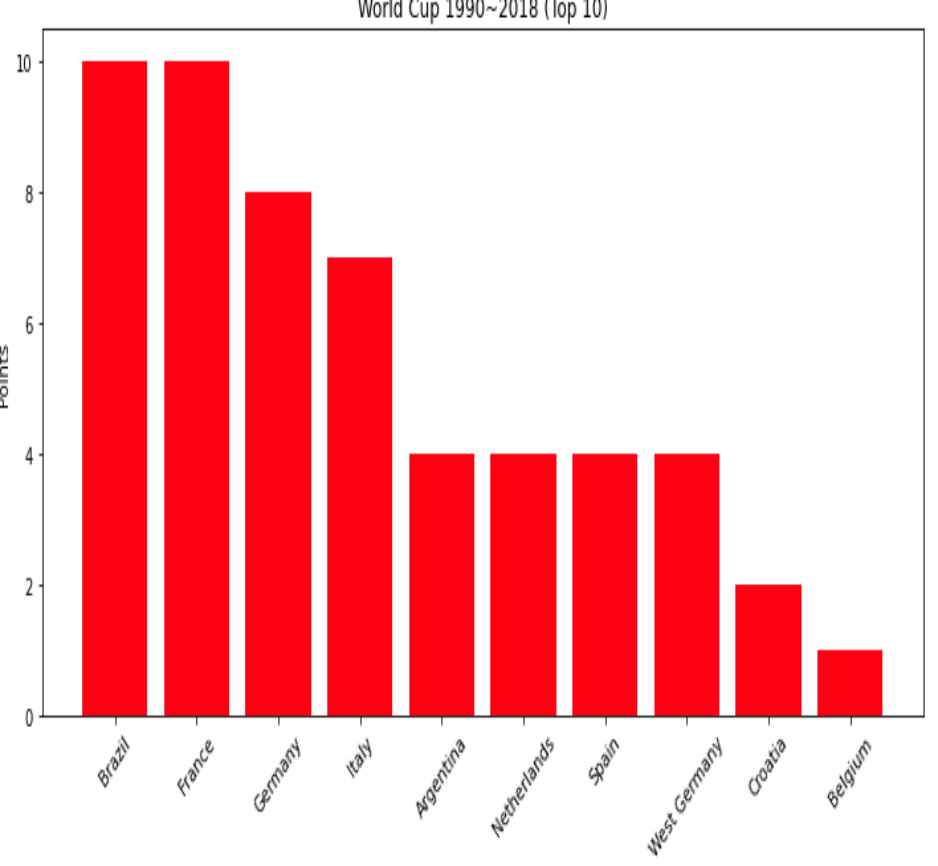 World Cup 1990~2018 (Top 10)
10
8
6
4
2
0
Points
Brazil
France
Germany
Italy
Argentina
Netherlands
Spain
West Germany
Croatia
Belgium